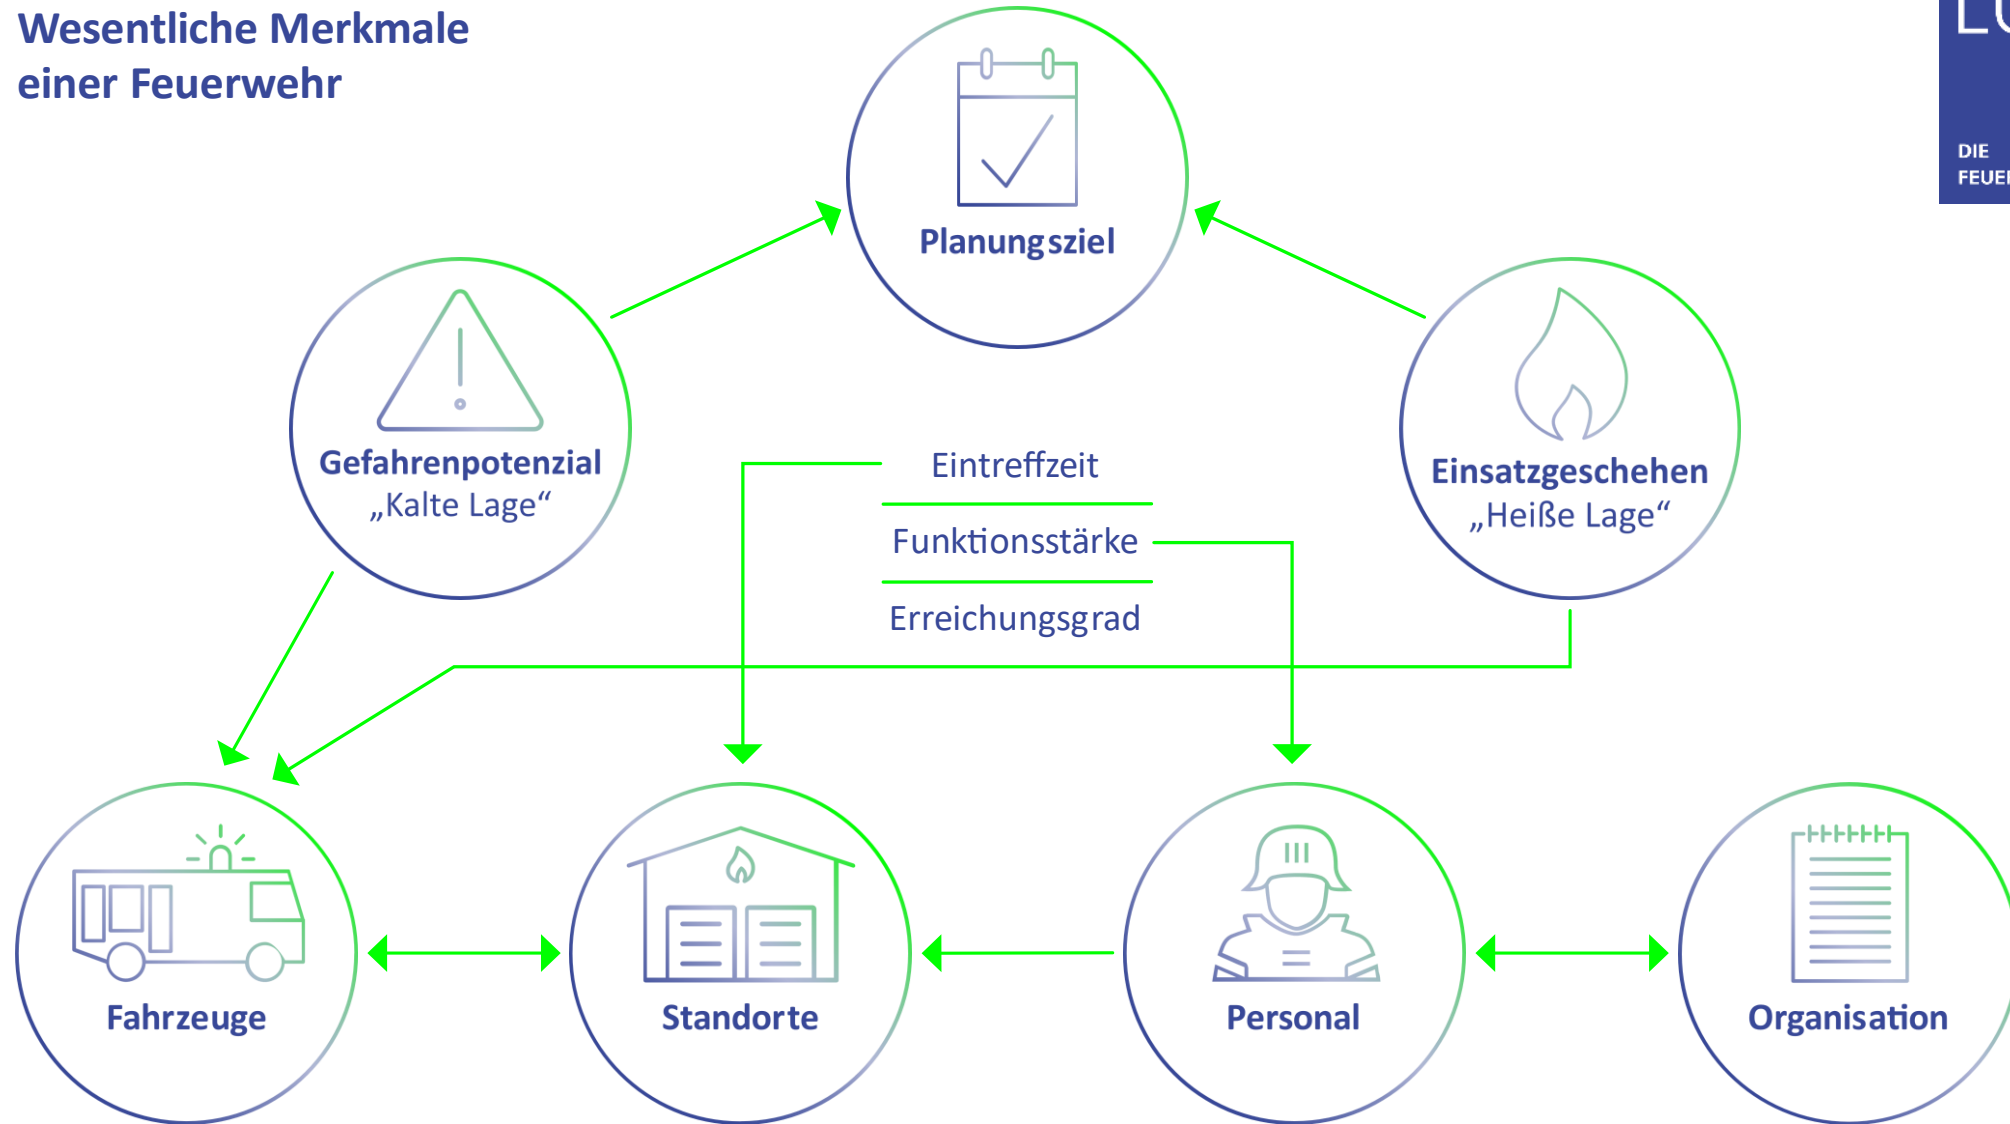 Wesentliche Merkmale
einer Feuerwehr
DIE
Planungsziel
Gefahrenpotenzial
„Kalte Lage“
Einsatzgeschehen
„Heiße Lage“
Eintreffzeit
Funktionsstärke
Erreichungsgrad
Fahrzeuge
Standorte
Personal
Organisation